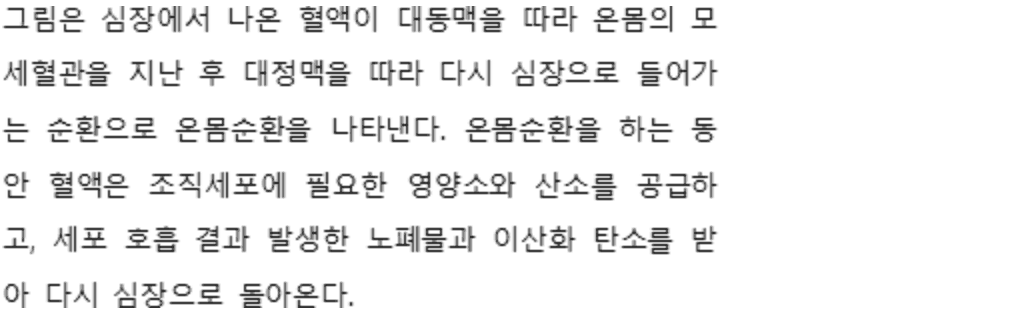 그림은 심장에서 나온 혈액이 대동맥을 따라 온몸의 모
세혈관을 지난 후 대정맥을 따라 다시 심장으로 들어가
는 순환으로 온몸순환을 나타낸다. 온몸순환을 하는 동
안 혈액은 조직세포에 필요한 영양소와 산소를 공급하
고, 세포 호흡 결과 발생한 노폐물과 이산화 탄소를 받
아 다시 심장으로 돌아온다.